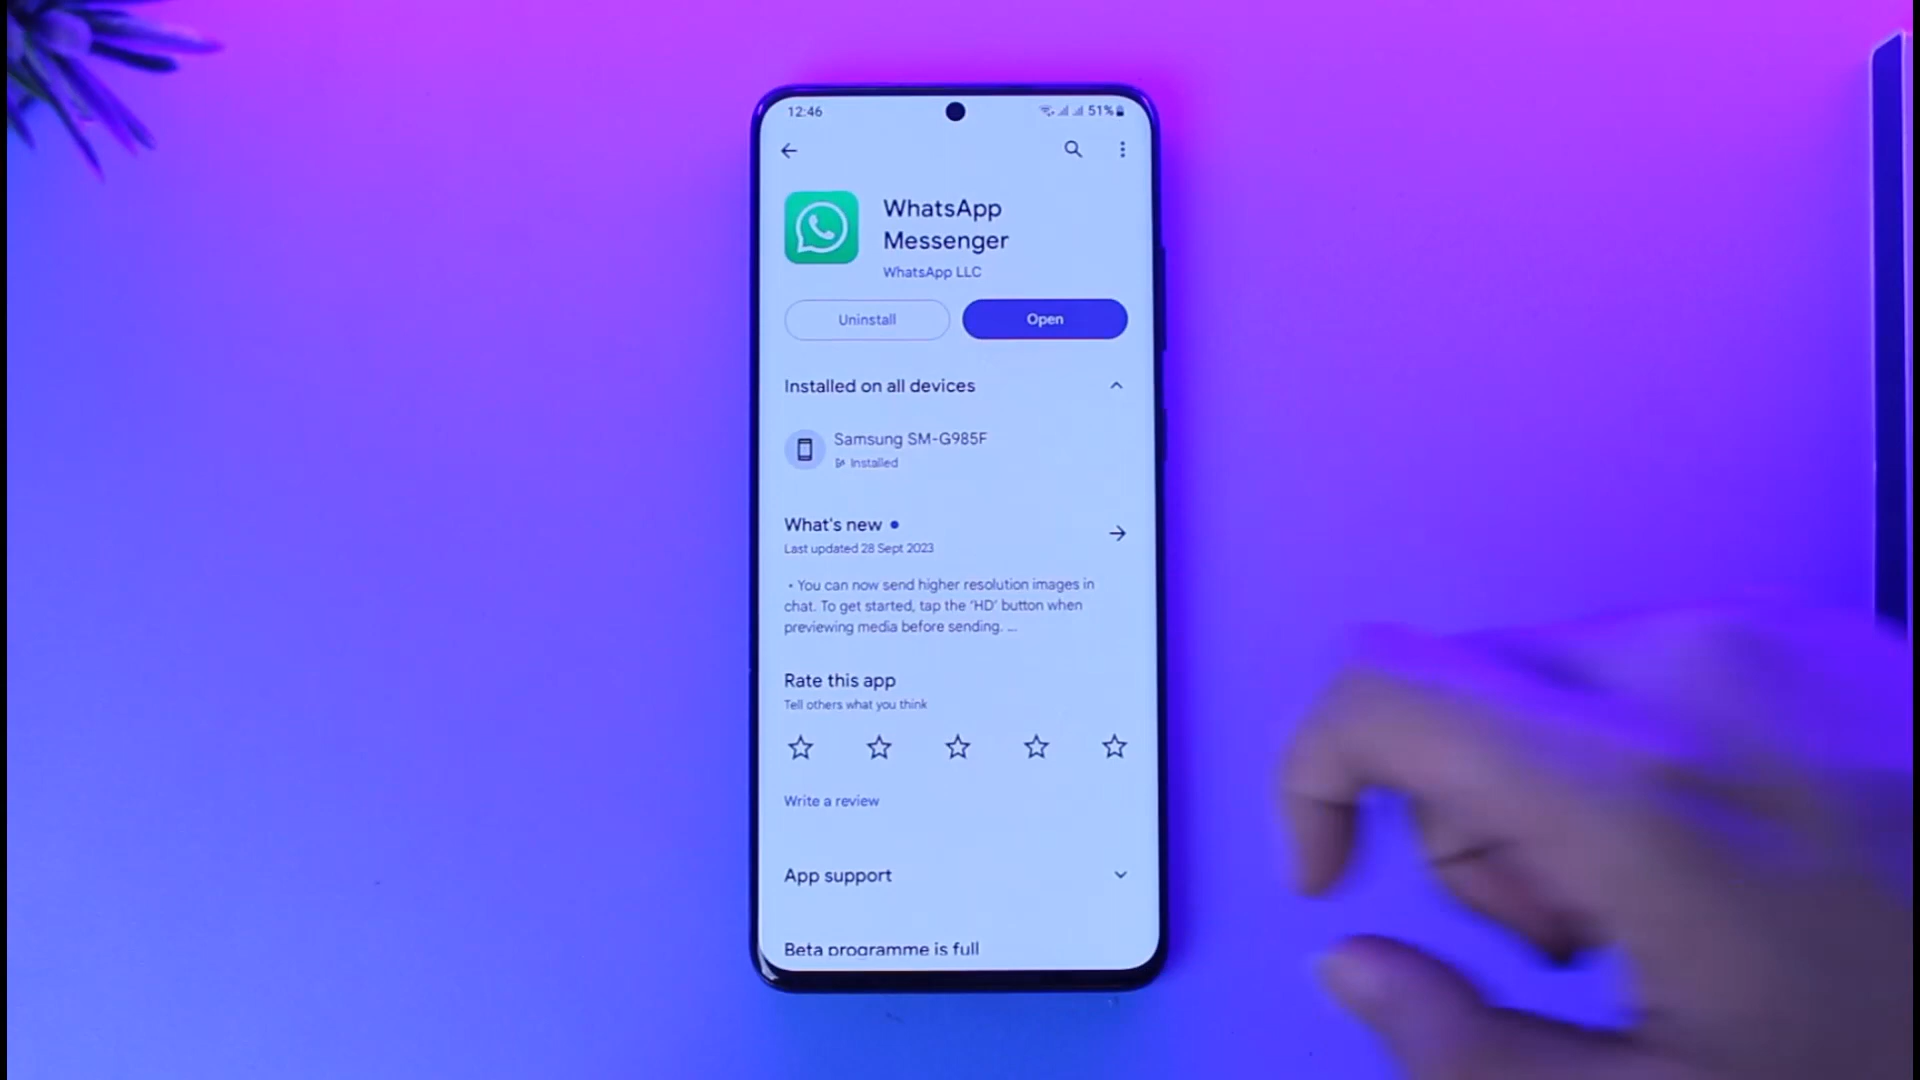 12:46
51%
WhatsApp
Messenger
WhatsApp LLC
Uninstall
Open
Installed on all devices
Samsung SM-G985F
Installed
What's new
Last updated 28 Sept 2023
• You can now send higher resolution images in
chat. To get started, tap the 'HD' button when
previewing media before sending. ...
Rate this app
Tell others what you think
Write a review
App support
Beta programme is full